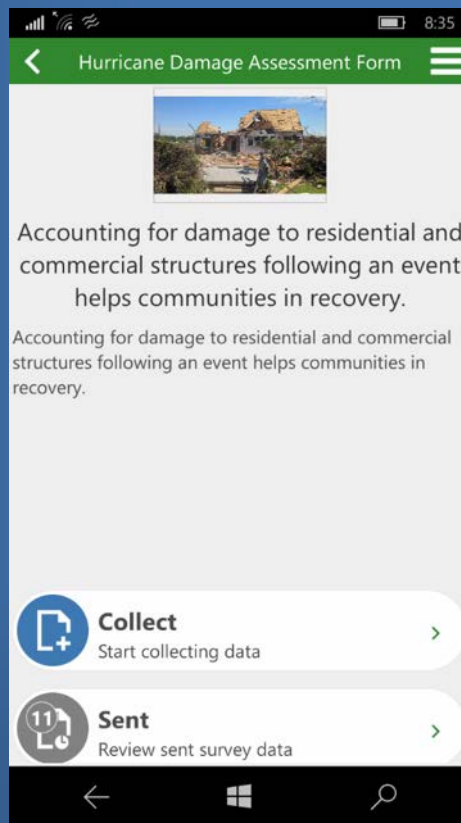 8:35
Hurricane Damage Assessment Form
Accounting for damage to residential and
commercial structures following an event
helps communities in recovery.
Accounting for damage to residential and commercial
structures following an event helps communities in
recovery.
Collect
Start collecting data
11
Sent
Review sent survey data